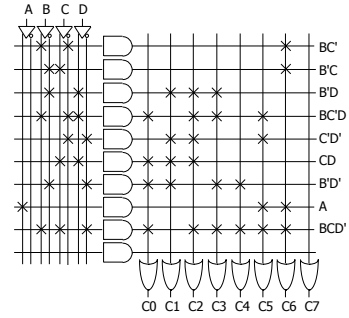 A B C D
BC'
B'C
B'D
BC'D
C'D'
CD
B'D'
A
BCD'
C0 C1 C2 C3 C4 C5 C6 C7